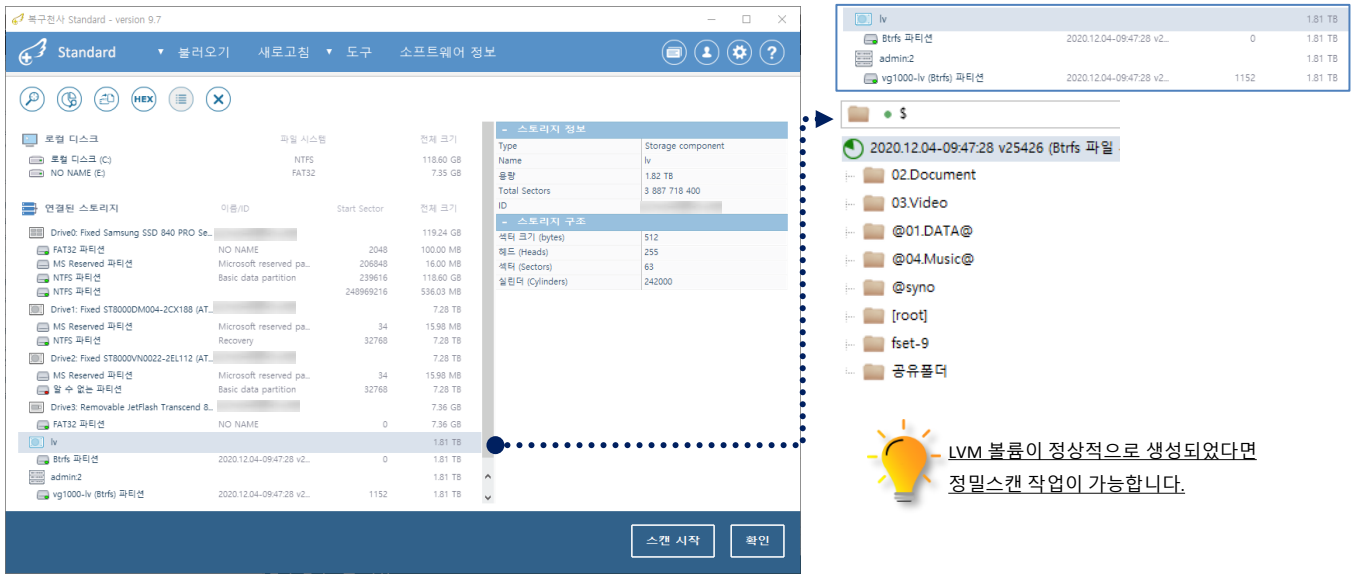 복구천사 Standard - version 9.7
Standard ▼ 불러오기 새로고침 ▼ 도구 소프트웨어 정보
HEX
로컬 디스크 파일 시스템 전체 크기
로컬 디스크 (C:) NTFS 118.60 GB
NO NAME (E:) FAT32 7.35 GB
연결된 스토리지 이름/ID Start Sector 전체 크기
Drive0: Fixed Samsung SSD 840 PRO Se... 119.24 GB
FAT32 파티션 NO NAME 2048 100.00 MB
MS Reserved 파티션 Microsoft reserved pa... 206848 16.00 MB
NTFS 파티션 Basic data partition 239616 118.60 GB
NTFS 파티션 248969216 536.03 MB
Drive1: Fixed ST8000DM004-2CX188 (AT... 7.28 TB
MS Reserved 파티션 Microsoft reserved pa... 34 15.98 MB
NTFS 파티션 Recovery 32768 7.28 TB
Drive2: Fixed ST8000VN0022-2EL112 (AT... 7.28 TB
MS Reserved 파티션 Microsoft reserved pa... 34 15.98 MB
알 수 없는 파티션 Basic data partition 32768 7.28 TB
Drive3: Removable JetFlash Transcend 8... 7.36 GB
FAT32 파티션 NO NAME 0 7.36 GB
lv 1.81 TB
Btrfs 파티션 2020.12.04-09:47:28 v2... 0 1.81 TB
admin:2 1.81 TB
vg1000-lv (Btrfs) 파티션 2020.12.04-09:47:28 v2... 1152 1.81 TB
- 스토리지 정보
Type Storage component
Name lv
용량 1.82 TB
Total Sectors 3 887 718 400
ID
- 스토리지 구조
섹터 크기 (bytes) 512
헤드 (Heads) 255
섹터 (Sectors) 63
실린더 (Cylinders) 242000
스캔 시작 확인
lv 1.81 TB
Btrfs 파티션 2020.12.04-09:47:28 v2... 0 1.81 TB
admin:2 1.81 TB
vg1000-lv (Btrfs) 파티션 2020.12.04-09:47:28 v2... 1152 1.81 TB
$
2020.12.04-09:47:28 v25426 (Btrfs 파일
02.Document
03.Video
@01.DATA@
@04.Music@
@syno
[root]
fset-9
공유폴더
LVM 볼륨이 정상적으로 생성되었다면
정밀스캔 작업이 가능합니다.